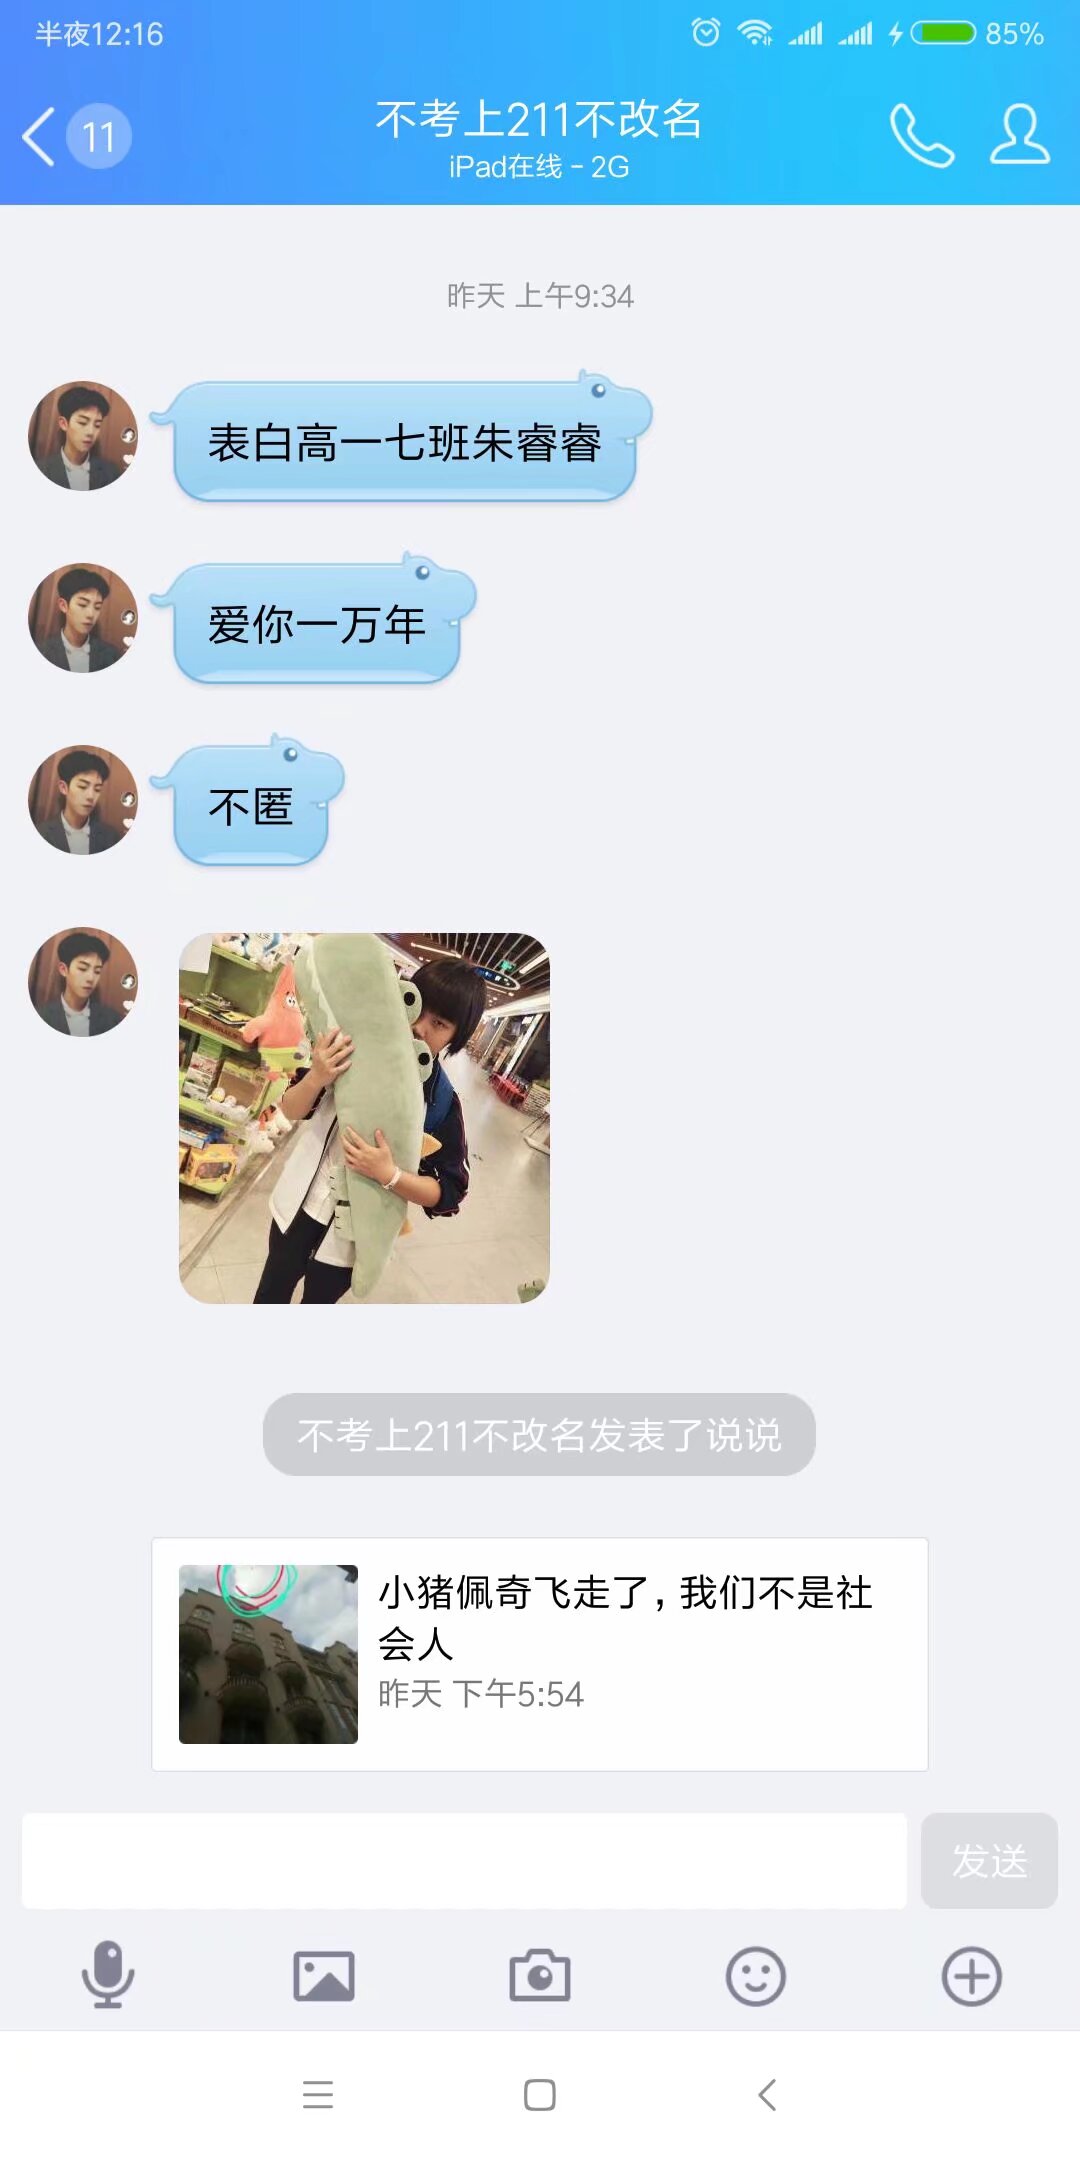 半夜12:16
85%
11
不考上211不改名
iPad在线 - 2G
昨天 上午9:34
表白高一七班朱睿睿
爱你一万年
不匿
不考上211不改名发表了说说
小猪佩奇飞走了, 我们不是社
会人
昨天 下午5:54
发送